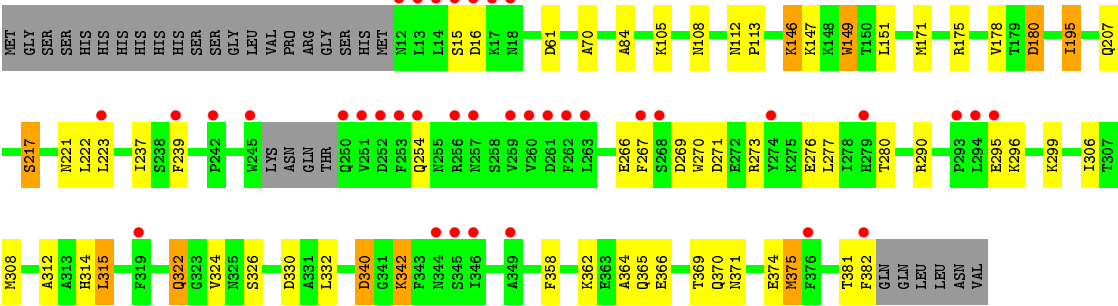 MET GLY SER SER HIS HIS HIS HIS HIS HIS SER SER GLY LEU VAL PRO ARG GLY SER HIS MET N12 L13 L14 S15 D16 K17 N18 D61 A70 A84 K105 N108 N112 P113 K146 K147 K148 W149 T150 L151 M171 R175 V178 T179 D180 I195 Q207
S217 N221 L222 L223 I237 S238 F239 P242 W245 LYS ASN GLN THR Q250 V251 D252 F253 Q254 N255 R256 N257 S258 V259 V260 D261 F262 L263 E266 F267 S268 D269 W270 D271 E272 R273 Y274 K275 E276 L277 I278 H279 T280 R290 P293 L294 E295 K296 K299 I306 T307
M308 A312 A313 H314 L315 F319 Q322 G323 V324 N325 S326 D330 A331 L332 D340 G341 K342 F343 N344 S345 I346 A349 F358 K362 E363 A364 Q365 E366 T369 Q370 N371 E374 M375 F376 T381 F382 GLN GLN LEU LEU ASN VAL